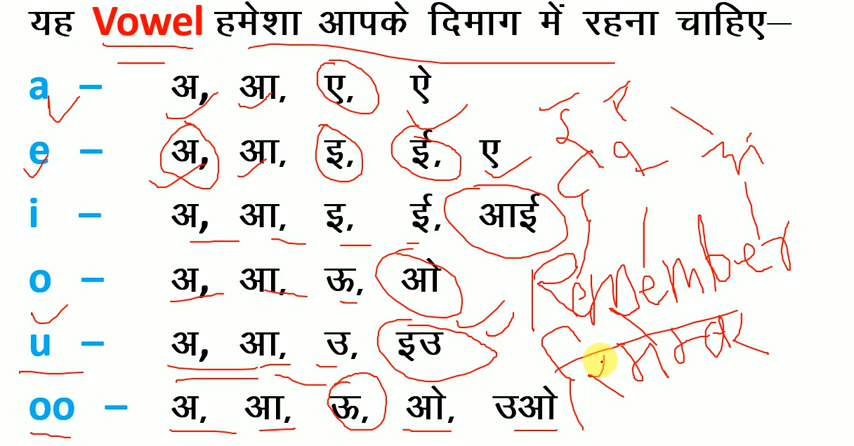 यह Vowel हमेशा आपके दिमाग में रहना चाहिए–
a – अ, आ, ए, ऐ
e – अ, आ, इ, ई, ए
i – अ, आ, इ, ई, आई
o – अ, आ, ऊ, ओ
u – अ, आ, उ, इउ
oo – अ, आ, ऊ, ओ, उओ
Remember